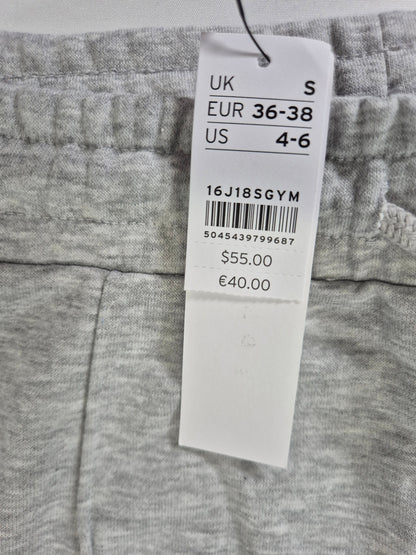 UK S
EUR 36-38
US 4-6
16J18SGYM
5045439799687
$55.00
€40.00